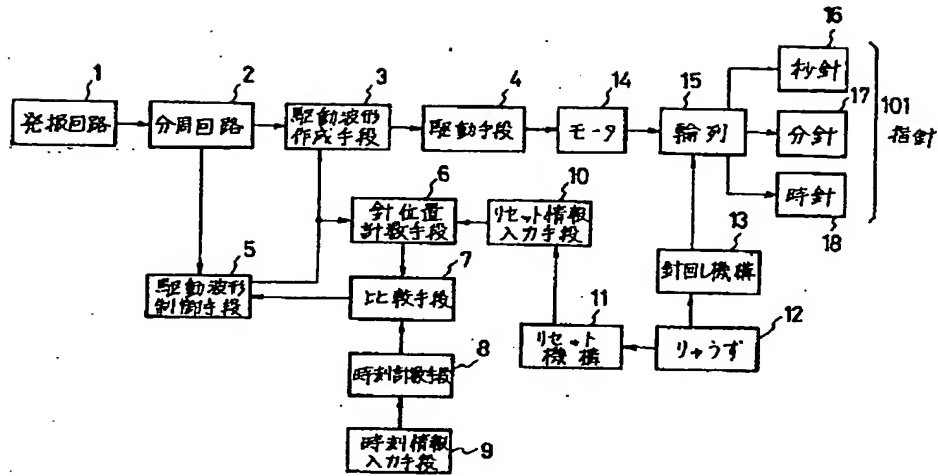 1
発振回路
2
分周回路
3
駆動波形
作成手段
4
駆動手段
14
モータ
15
輪列
16
秒針
17
分針
時針
18
101
指針
5
駆動波形
制御手段
6
針位置
計数手段
10
リセット情報
入力手段
7
比較手段
11
リセット
機構
12
りゅうず
13
針回し機構
8
時刻計数手段
時刻情報
入力手段
9